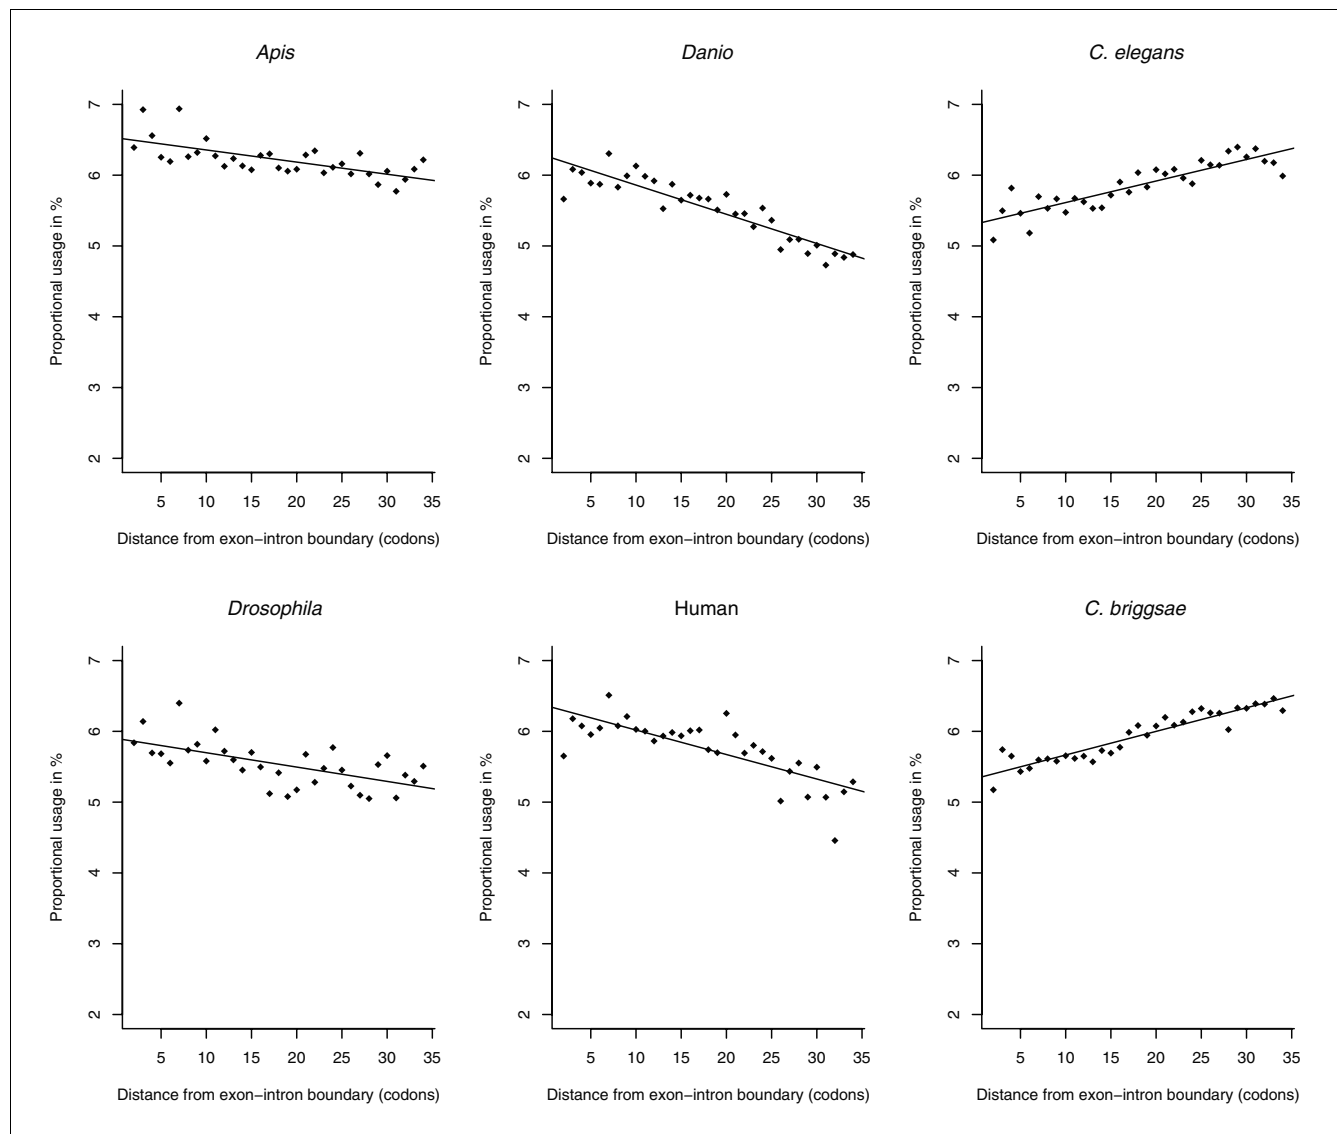 Apis
Danio
C. elegans
Proportional usage in %
7
6
5
4
3
2
5 10 15 20 25 30 35
Distance from exon−intron boundary (codons)
Proportional usage in %
7
6
5
4
3
2
5 10 15 20 25 30 35
Distance from exon−intron boundary (codons)
Proportional usage in %
7
6
5
4
3
2
5 10 15 20 25 30 35
Distance from exon−intron boundary (codons)
Drosophila
Human
C. briggsae
Proportional usage in %
7
6
5
4
3
2
5 10 15 20 25 30 35
Distance from exon−intron boundary (codons)
Proportional usage in %
7
6
5
4
3
2
5 10 15 20 25 30 35
Distance from exon−intron boundary (codons)
Proportional usage in %
7
6
5
4
3
2
5 10 15 20 25 30 35
Distance from exon−intron boundary (codons)